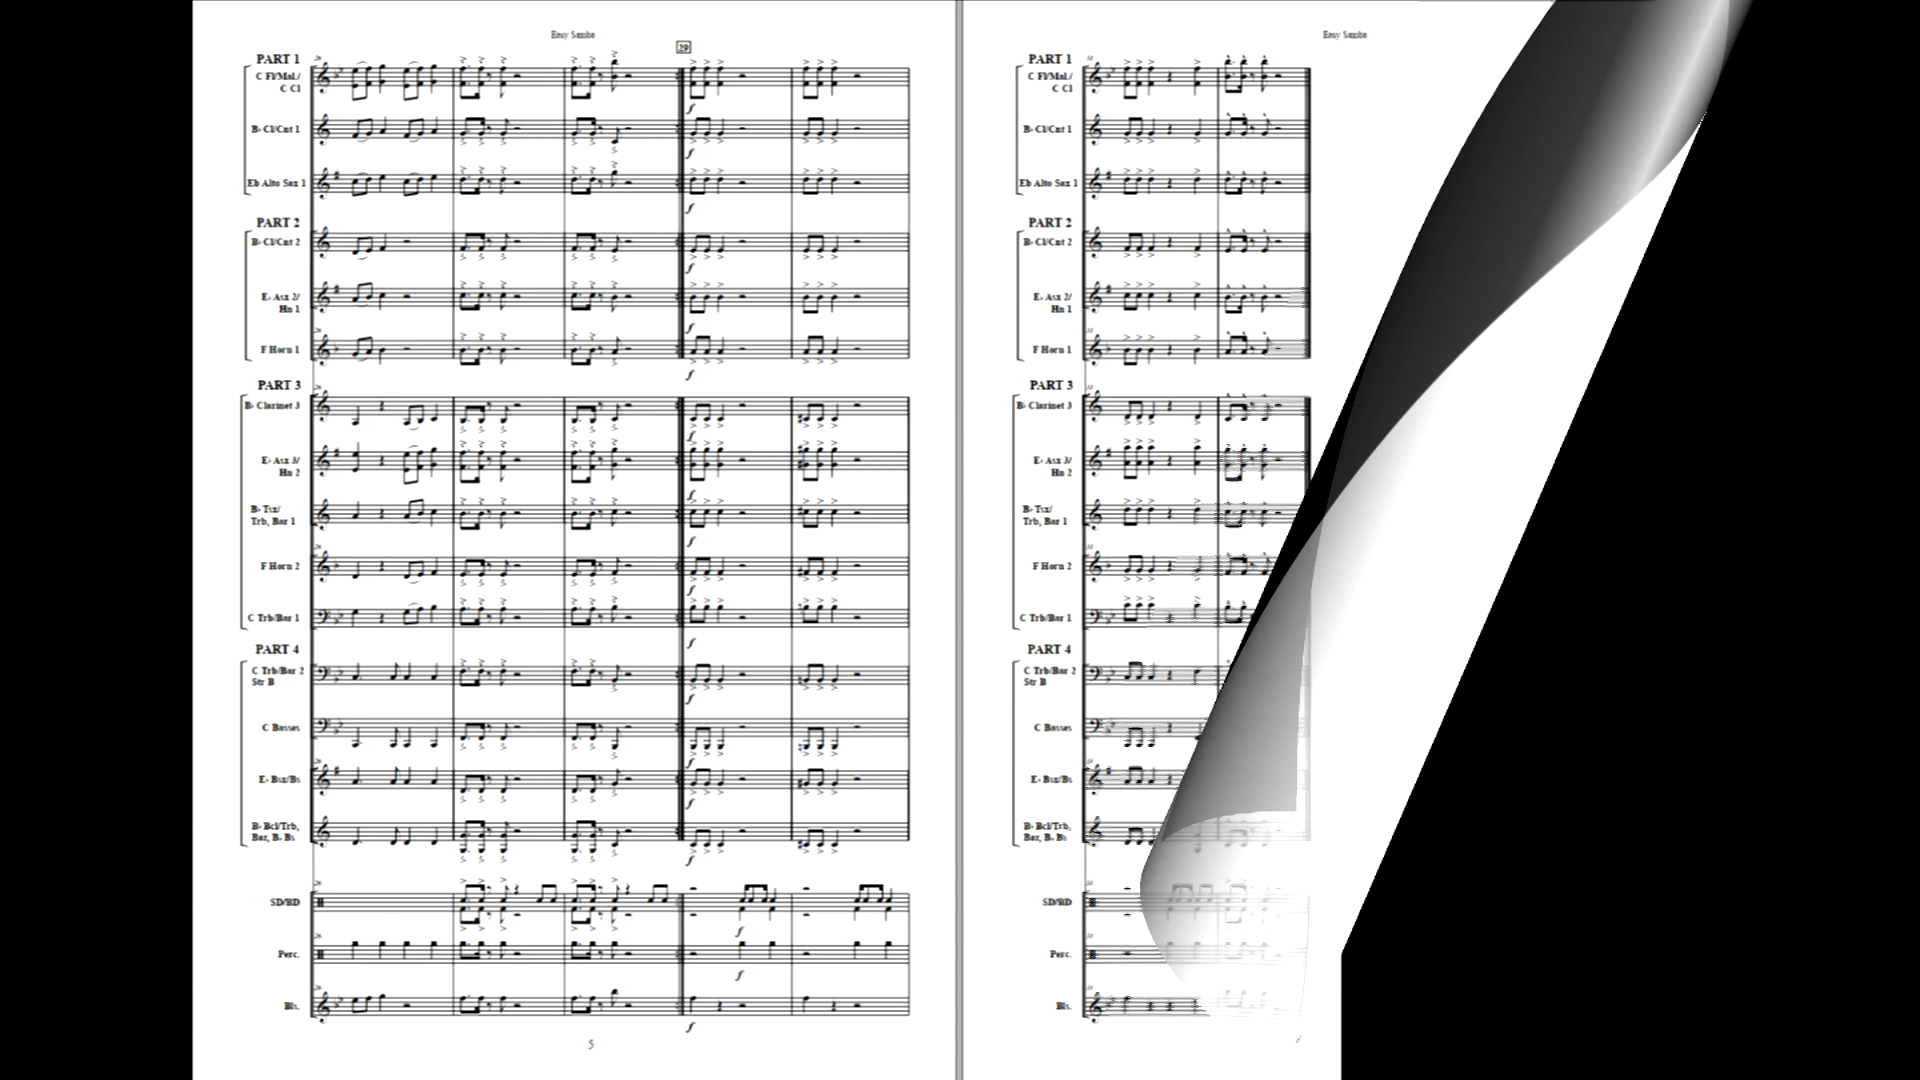 Easy Samba
29
PART 1
C Fl/Mal./
C Cl
B♭ Cl/Cnt 1
Eb Alto Sax 1
PART 2
B♭ Cl/Cnt 2
E♭ Asx 2/
Hn 1
F Horn 1
PART 3
B♭ Clarinet 3
E♭ Asx 3/
Hn 2
B♭ Tsx/
Trb, Bar 1
F Horn 2
C Trb/Bar 1
PART 4
C Trb/Bar 2
Str B
C Basses
E♭ Bsx/Bs
B♭ Bcl/Trb,
Bar, B♭ Bs
SD/BD
Perc.
Bls.
5
Easy Samba
PART 1
C Fl/Mal./
C Cl
B♭ Cl/Cnt 1
Eb Alto Sax 1
PART 2
B♭ Cl/Cnt 2
E♭ Asx 2/
Hn 1
F Horn 1
PART 3
B♭ Clarinet 3
E♭ Asx 3/
Hn 2
B♭ Tsx/
Trb, Bar 1
F Horn 2
C Trb/Bar 1
PART 4
C Trb/Bar 2
Str B
C Basses
E♭ Bsx/Bs
B♭ Bcl/Trb,
Bar, B♭ Bs
SD/BD
Perc.
Bls.